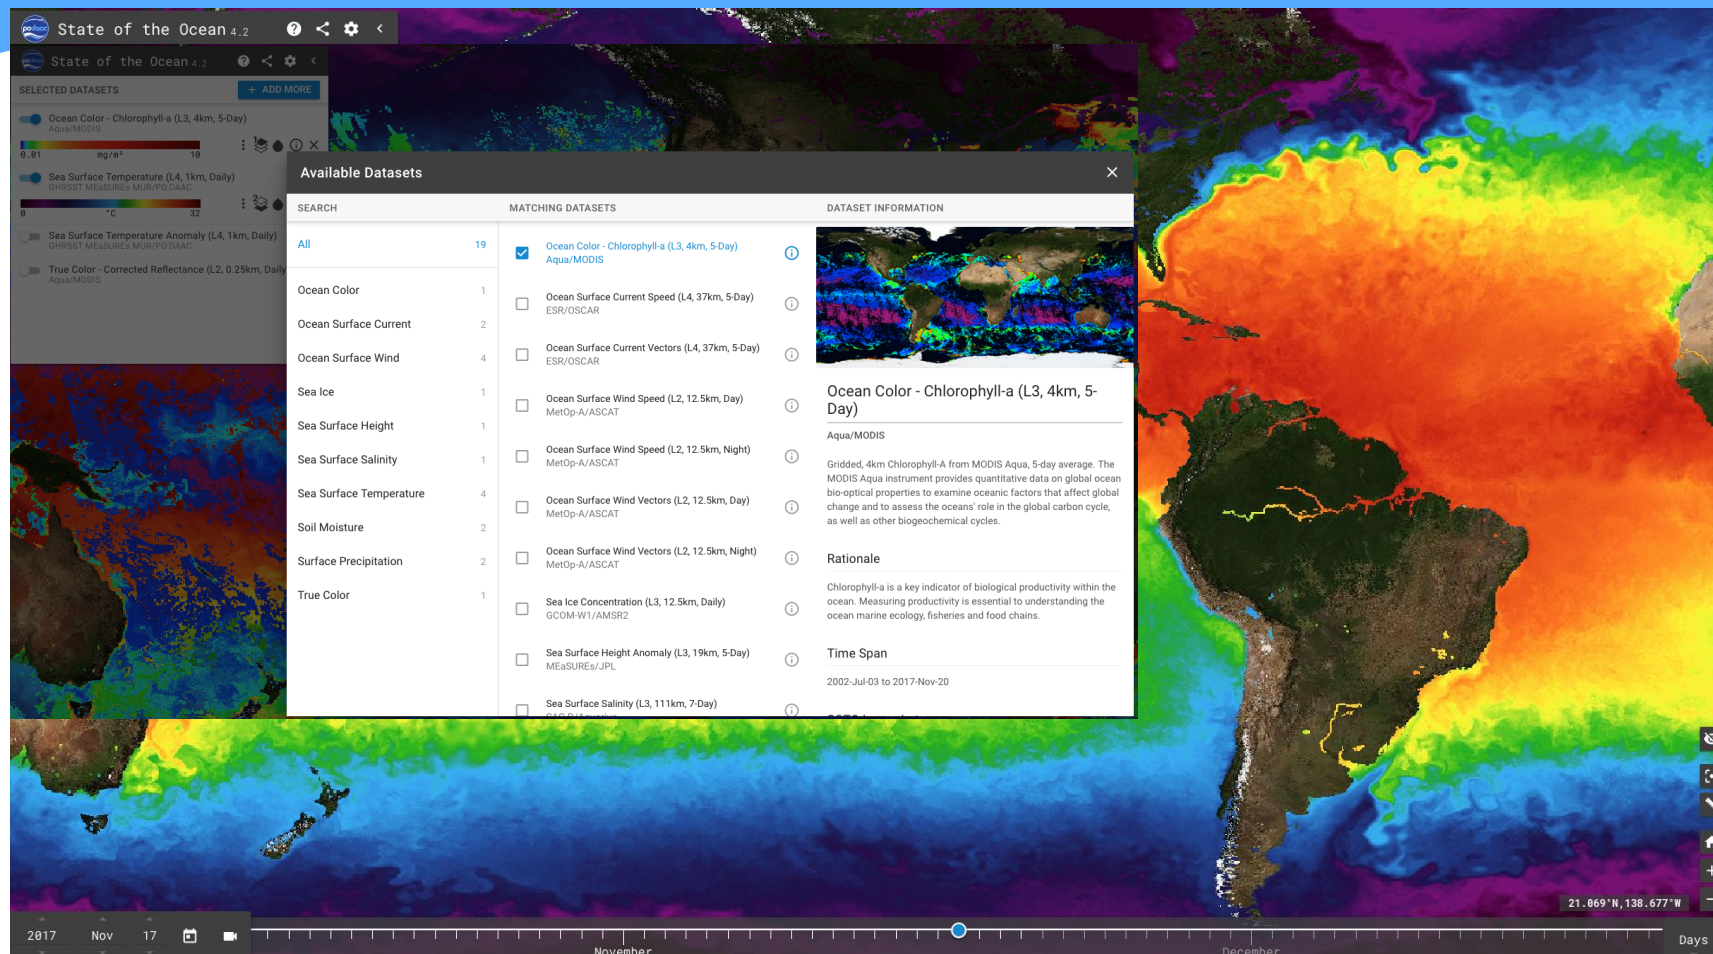 State of the Ocean 4.2
State of the Ocean 4.2
SELECTED DATASETS
+ ADD MORE
Ocean Color - Chlorophyll-a (L3, 4km, 5-Day)
Aqua/MODIS
0.01 mg/m³ 10
1
Sea Surface Temperature (L4, 1km, Daily)
GHRSST MEaSUREs MUR/PO.DAAC
0 °C 32
2
Sea Surface Temperature Anomaly (L4, 1km, Daily)
GHRSST MEaSUREs MUR/PO.DAAC
True Color - Corrected Reflectance (L2, 0.25km, Daily
Aqua/MODIS
Available Datasets
SEARCH
All 19
Ocean Color 1
Ocean Surface Current 2
Ocean Surface Wind 4
Sea Ice 1
Sea Surface Height 1
Sea Surface Salinity 1
Sea Surface Temperature 4
Soil Moisture 2
Surface Precipitation 2
True Color 1
MATCHING DATASETS
Ocean Color - Chlorophyll-a (L3, 4km, 5-Day)
Aqua/MODIS
Ocean Surface Current Speed (L4, 37km, 5-Day)
ESR/OSCAR
Ocean Surface Current Vectors (L4, 37km, 5-Day)
ESR/OSCAR
Ocean Surface Wind Speed (L2, 12.5km, Day)
MetOp-A/ASCAT
Ocean Surface Wind Speed (L2, 12.5km, Night)
MetOp-A/ASCAT
Ocean Surface Wind Vectors (L2, 12.5km, Day)
MetOp-A/ASCAT
Ocean Surface Wind Vectors (L2, 12.5km, Night)
MetOp-A/ASCAT
Sea Ice Concentration (L3, 12.5km, Daily)
GCOM-W1/AMSR2
Sea Surface Height Anomaly (L3, 19km, 5-Day)
MEaSUREs/JPL
Sea Surface Salinity (L3, 111km, 7-Day)
DATASET INFORMATION
Ocean Color - Chlorophyll-a (L3, 4km, 5-
Day)
Aqua/MODIS
Gridded, 4km Chlorophyll-A from MODIS Aqua, 5-day average. The
MODIS Aqua instrument provides quantitative data on global ocean
bio-optical properties to examine oceanic factors that affect global
change and to assess the oceans' role in the global carbon cycle,
as well as other biogeochemical cycles.
Rationale
Chlorophyll-a is a key indicator of biological productivity within the
ocean. Measuring productivity is essential to understanding the
ocean marine ecology, fisheries and food chains.
Time Span
2002-Jul-03 to 2017-Nov-20
21.069°N,138.677°W
2017 Nov 17
November
December
Days